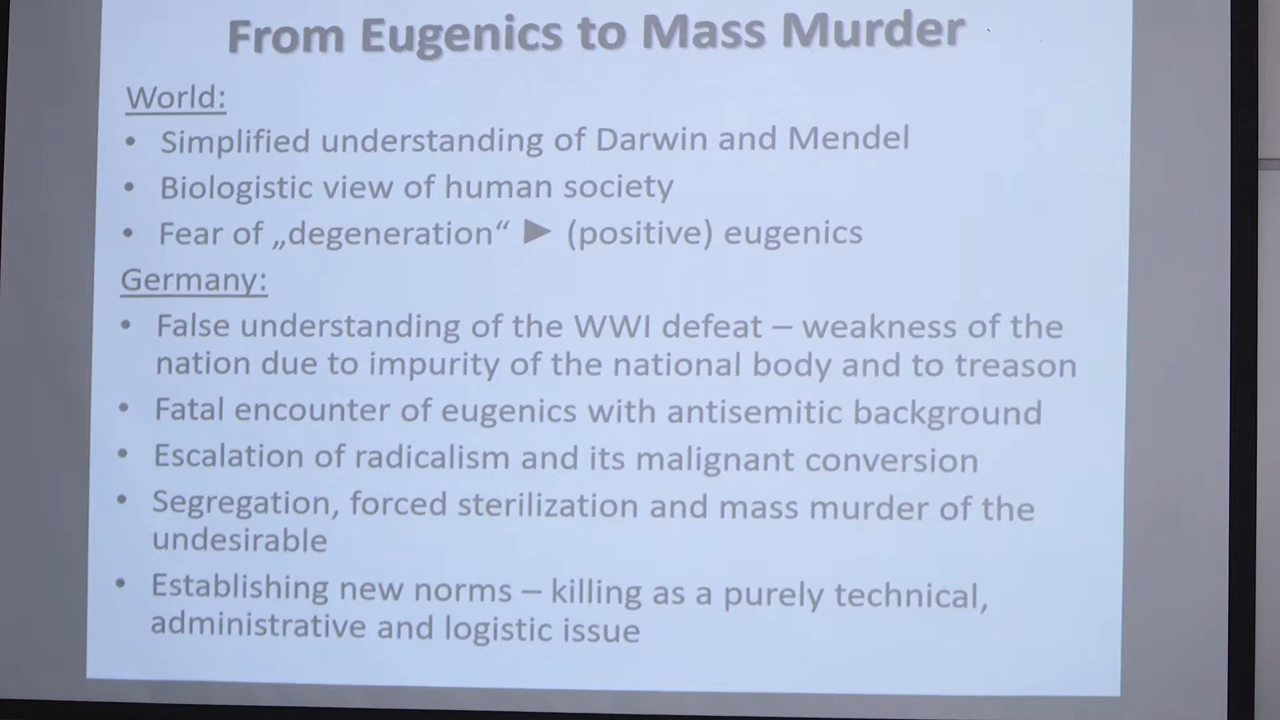 From Eugenics to Mass Murder
World:
• Simplified understanding of Darwin and Mendel
• Biologistic view of human society
• Fear of „degeneration“ ► (positive) eugenics
Germany:
• False understanding of the WWI defeat – weakness of the
nation due to impurity of the national body and to treason
• Fatal encounter of eugenics with antisemitic background
• Escalation of radicalism and its malignant conversion
• Segregation, forced sterilization and mass murder of the
undesirable
• Establishing new norms – killing as a purely technical,
administrative and logistic issue